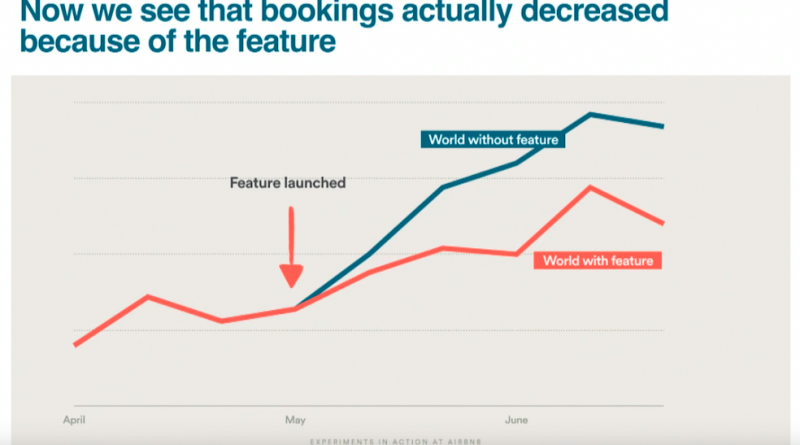 Now we see that bookings actually decreased
because of the feature
World without feature
Feature launched
World with feature
April May June
EXPERIMENTS IN ACTION AT AIRBNB